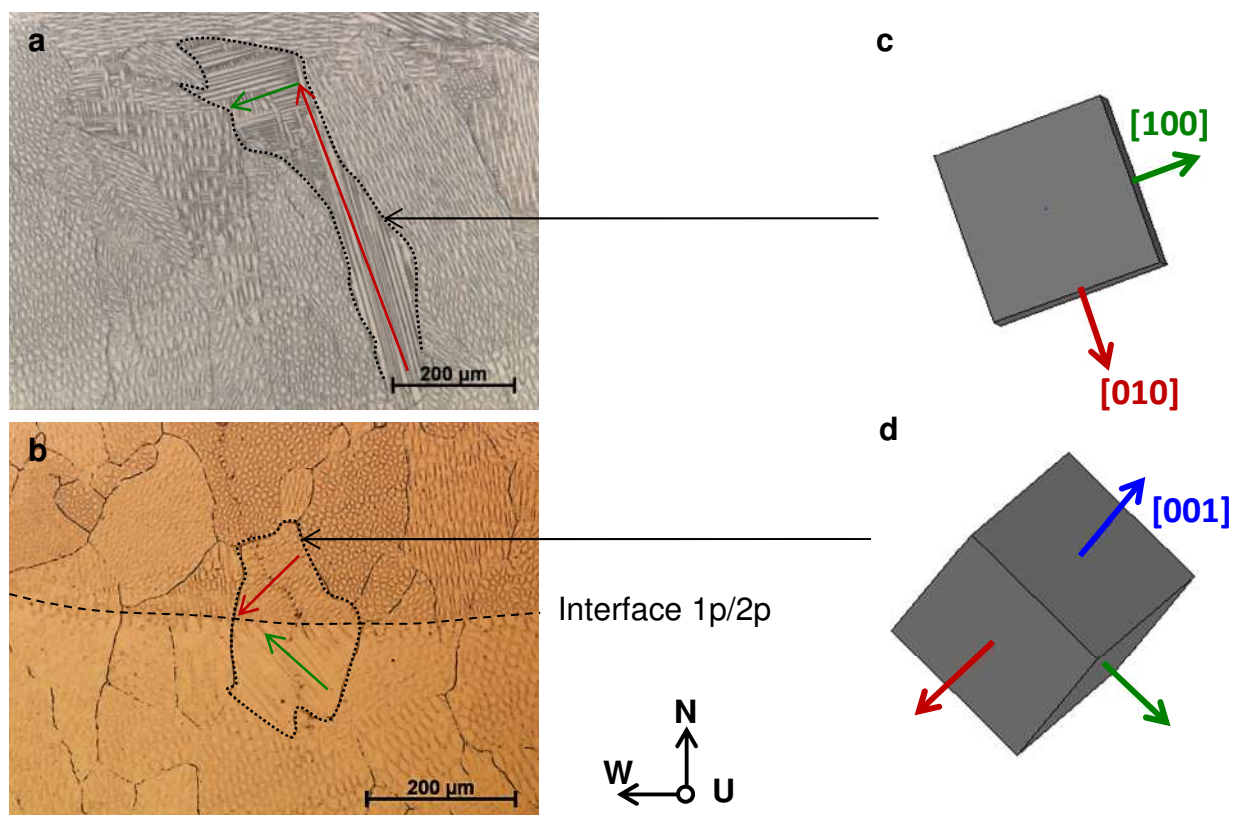 a
200 µm
b
200 µm
Interface 1p/2p
N
W
U
c
[100]
[010]
d
[001]